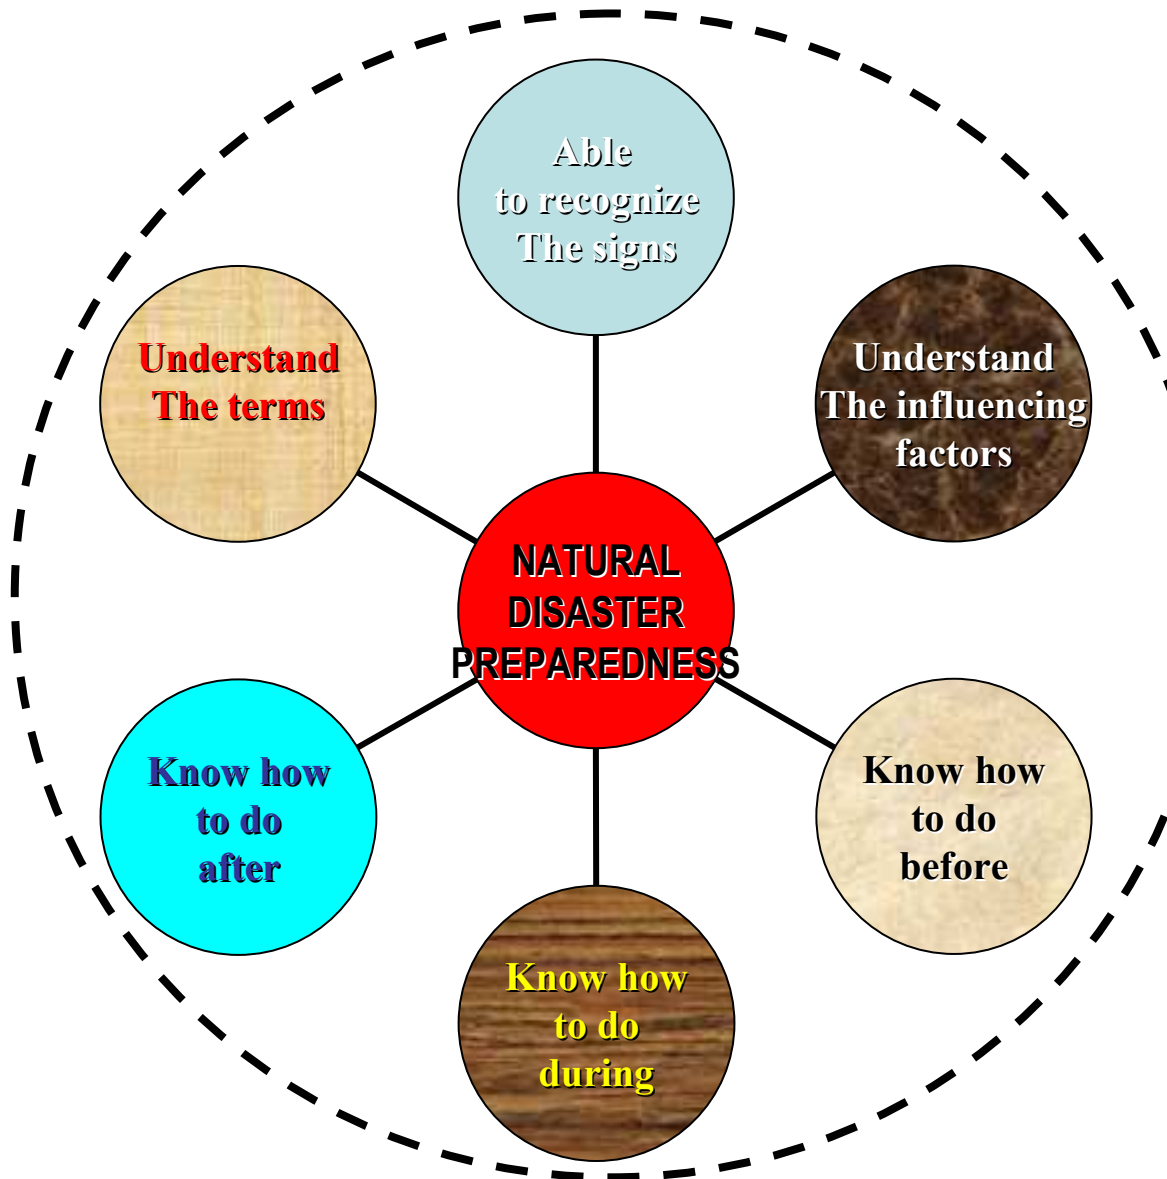 Able
to recognize
The signs
Understand
The terms
Understand
The influencing
factors
NATURAL
DISASTER
PREPAREDNESS
Know how
to do
after
Know how
to do
before
Know how
to do
during